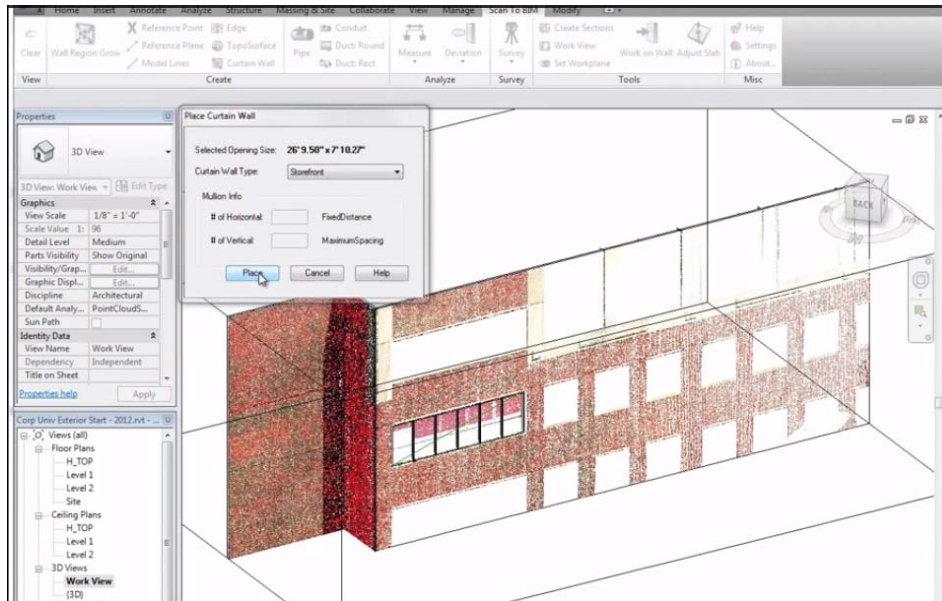 Home Insert Annotate Analyze Structure Massing & Site Collaborate View Manage Scan To BIM Modify
Clear
Wall Region Grow
Reference Point
Reference Plane
Model Lines
Edge
TopoSurface
Curtain Wall
Pipe
Conduit
Duct: Round
Duct: Rect
Measure
Deviation
Survey
Create Sections
Work View
Set Workplane
Work on Wall
Adjust Slab
Help
Settings
About...
View Create Analyze Survey Tools Misc
Properties
3D View
3D View: Work View
Edit Type
Graphics
View Scale 1/8" = 1'-0"
Scale Value 1: 96
Detail Level Medium
Parts Visibility Show Original
Visibility/Grap... Edit...
Graphic Displ... Edit...
Discipline Architectural
Default Analy... PointCloudS...
Sun Path
Identity Data
View Name Work View
Dependency Independent
Title on Sheet
Properties help Apply
Place Curtain Wall
Selected Opening Size: 26' 9.50" x 7' 10.27"
Curtain Wall Type: Storefront
Mullion Info
# of Horizontal: FixedDistance
# of Vertical: MaximumSpacing
Place Cancel Help
BACK
Corp Univ Exterior Start - 2012.rvt - ...
Views (all)
Floor Plans
H_TOP
Level 1
Level 2
Site
Ceiling Plans
H_TOP
Level 1
Level 2
3D Views
Work View
{3D}